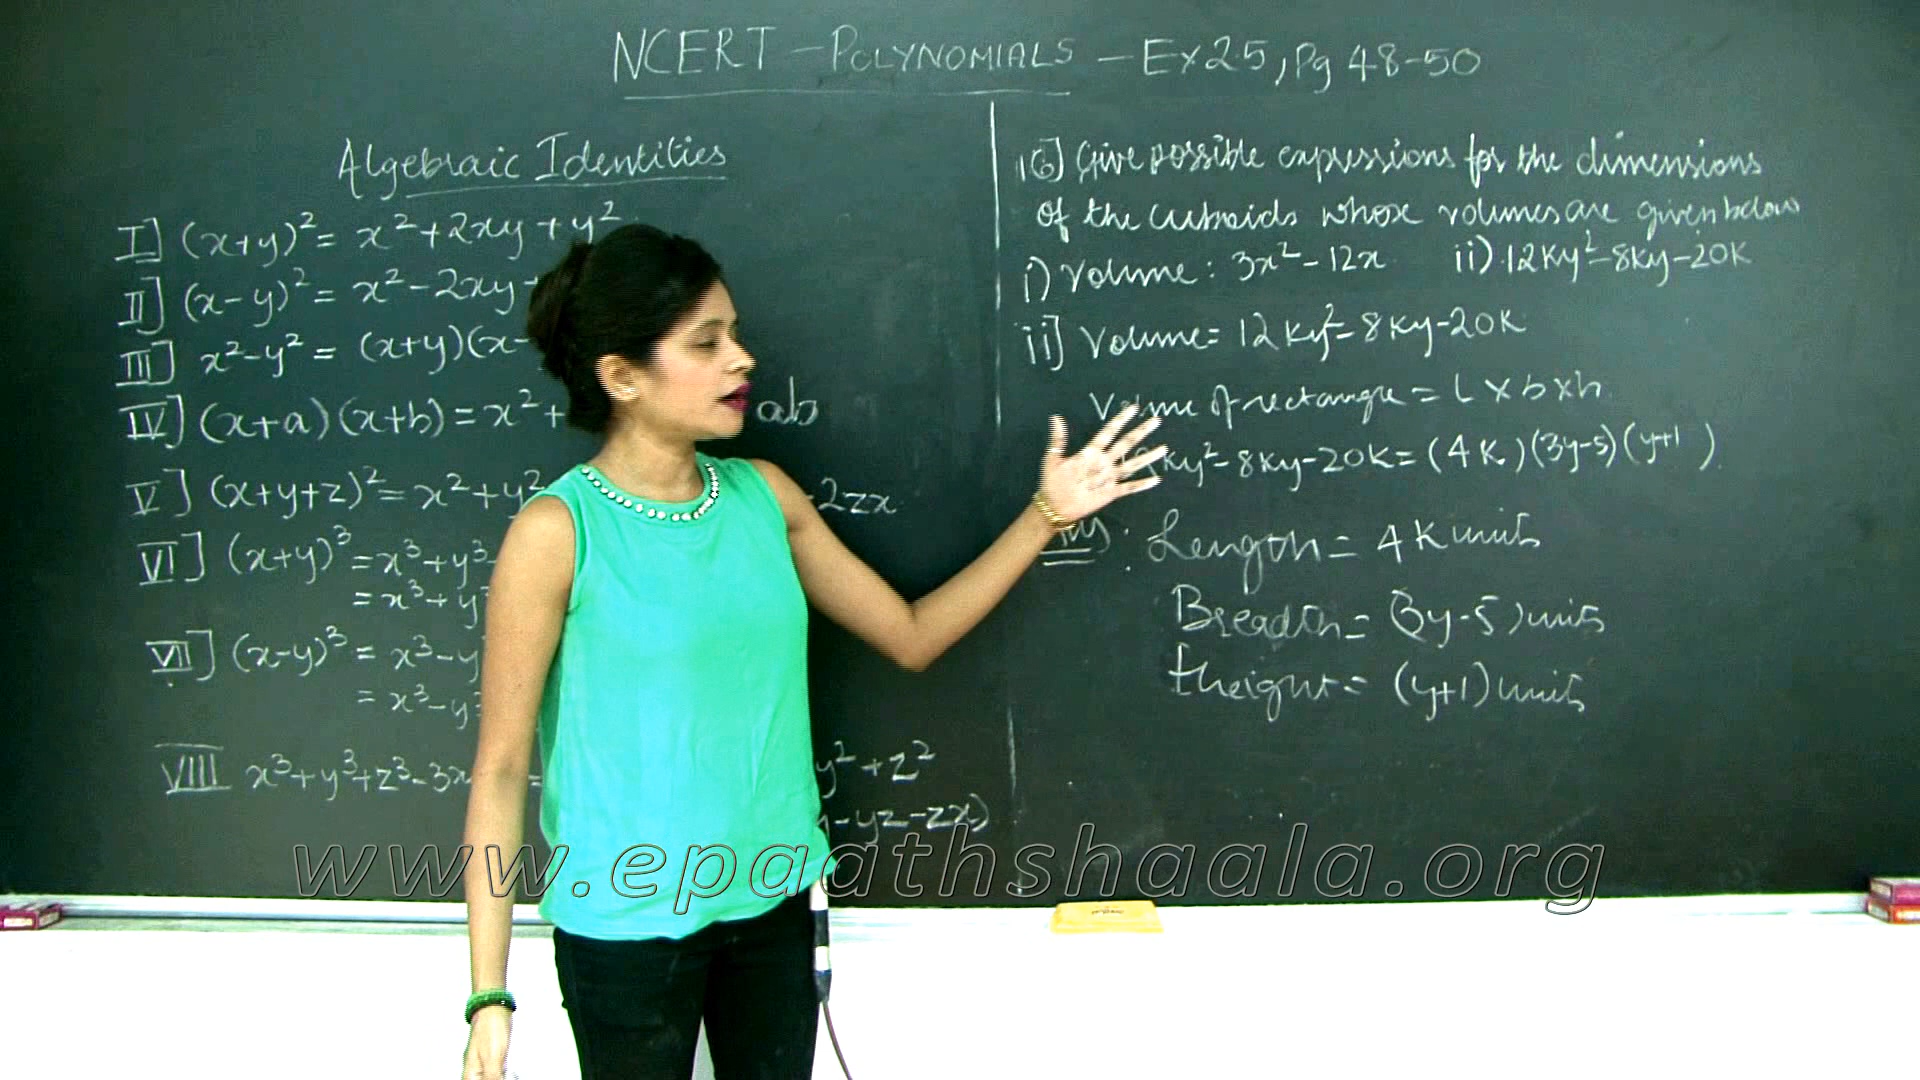 NCERT - POLYNOMIALS - Ex 2.5, Pg 48-50
Algebraic Identities
I] (x+y)² = x²+2xy+y²
II] (x-y)² = x²-2xy+
III] x²-y² = (x+y)(x-
IV] (x+a)(x+b) = x²+ ab
V] (x+y+z)² = x²+y² -2zx
VI] (x+y)³ = x³+y³
= x³+y³
VII] (x-y)³ = x³-y³
= x³-y³
VIII x³+y³+z³-3x = y²+z²
-yz-zx)
16] Give possible expressions for the dimensions
of the cuboids whose volumes are given below
i) Volume: 3x²-12x ii) 12Ky²-8Ky-20K
ii] Volume = 12Ky²-8Ky-20K
Volume of rectangle = l x b x h
Ky²-8Ky-20K = (4K)(3y-5)(y+1)
Ans: Length = 4K units
Breadth = (3y-5) units
Height = (y+1) units
www.epaathshaala.org